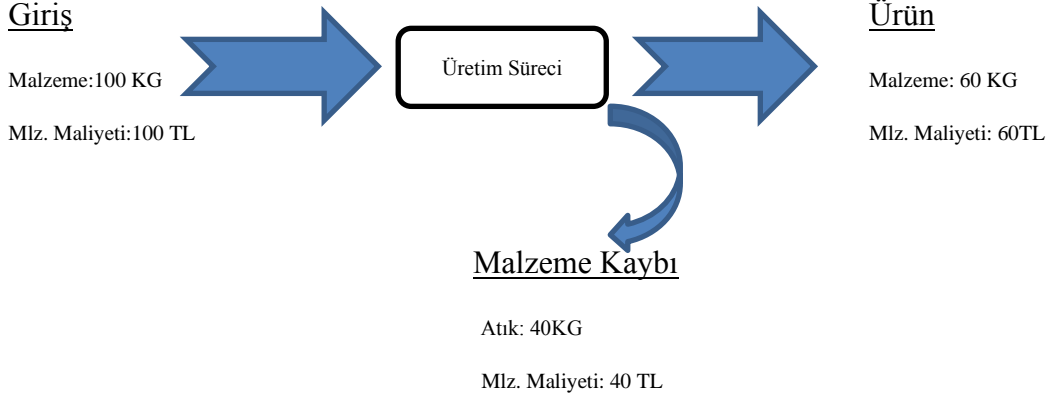 Giriş
Malzeme:100 KG
Mlz. Maliyeti:100 TL
Üretim Süreci
Ürün
Malzeme: 60 KG
Mlz. Maliyeti: 60TL
Malzeme Kaybı
Atık: 40KG
Mlz. Maliyeti: 40 TL